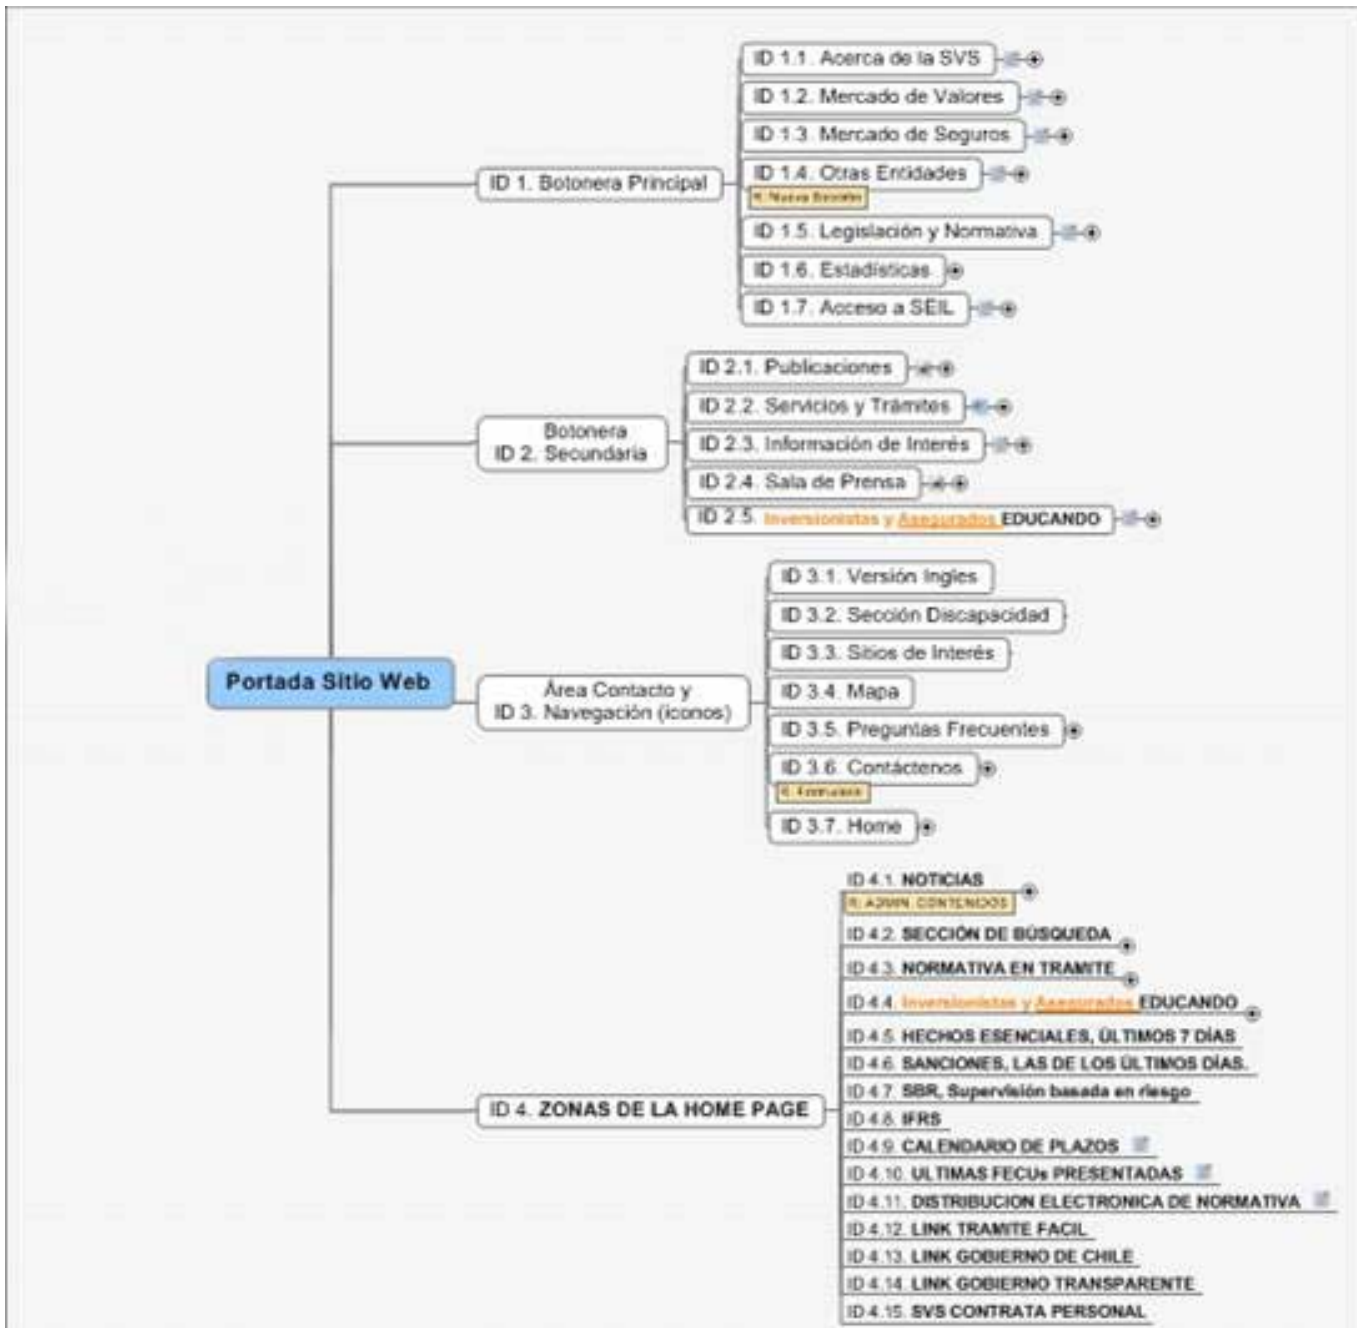 ID 1.1. Acerca de la SVS
ID 1.2. Mercado de Valores
ID 1.3. Mercado de Seguros
ID 1.4. Otras Entidades
ID 1. Botonera Principal
R. Nueva Sección
ID 1.5. Legislación y Normativa
ID 1.6. Estadísticas
ID 1.7. Acceso a SEIL
ID 2.1. Publicaciones
ID 2.2. Servicios y Trámites
Botonera
ID 2. Secundaria
ID 2.3. Información de Interés
ID 2.4. Sala de Prensa
ID 2.5. Inversionistas y Asegurados EDUCANDO
ID 3.1. Versión Ingles
ID 3.2. Sección Discapacidad
ID 3.3. Sitios de Interés
Portada Sitio Web
Área Contacto y
ID 3. Navegación (iconos)
ID 3.4. Mapa
ID 3.5. Preguntas Frecuentes
ID 3.6. Contáctenos
R. Formulario
ID 3.7. Home
ID 4.1. NOTICIAS
R: ADMIN. CONTENIDOS
ID 4.2. SECCIÓN DE BÚSQUEDA
ID 4.3. NORMATIVA EN TRAMITE
ID 4.4. Inversionistas y Asegurados EDUCANDO
ID 4.5. HECHOS ESENCIALES, ÚLTIMOS 7 DÍAS
ID 4.6. SANCIONES, LAS DE LOS ÚLTIMOS DÍAS.
ID 4.7. SBR, Supervisión basada en riesgo
ID 4. ZONAS DE LA HOME PAGE
ID 4.8. IFRS
ID 4.9. CALENDARIO DE PLAZOS
ID 4.10. ULTIMAS FECUs PRESENTADAS
ID 4.11. DISTRIBUCION ELECTRONICA DE NORMATIVA
ID 4.12. LINK TRAMITE FACIL
ID 4.13. LINK GOBIERNO DE CHILE
ID 4.14. LINK GOBIERNO TRANSPARENTE
ID 4.15. SVS CONTRATA PERSONAL